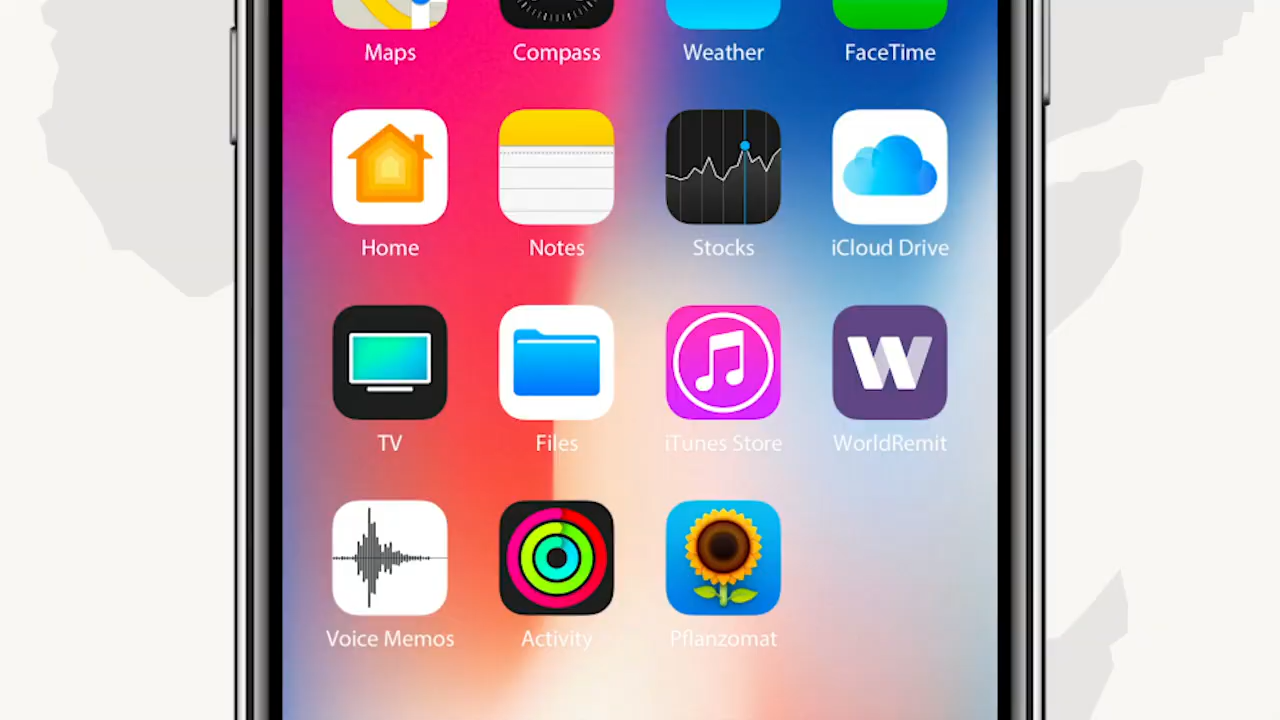 Maps Compass Weather FaceTime
Home Notes Stocks iCloud Drive
W
TV Files iTunes Store WorldRemit
Voice Memos Activity Pflanzomat